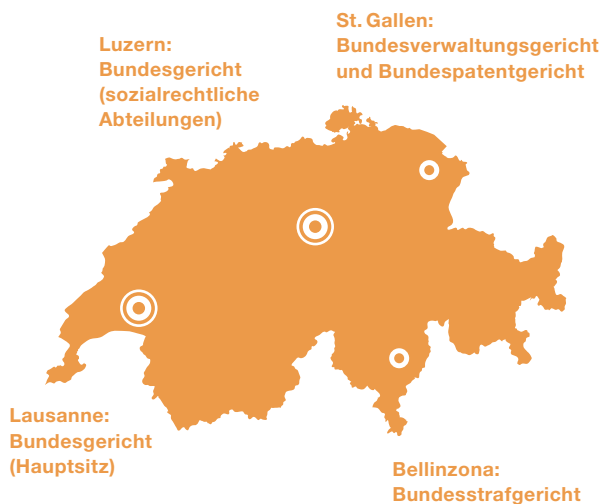 St. Gallen:
Bundesverwaltungsgericht
und Bundespatentgericht
Luzern:
Bundesgericht
(sozialrechtliche
Abteilungen)
Lausanne:
Bundesgericht
(Hauptsitz)
Bellinzona:
Bundesstrafgericht